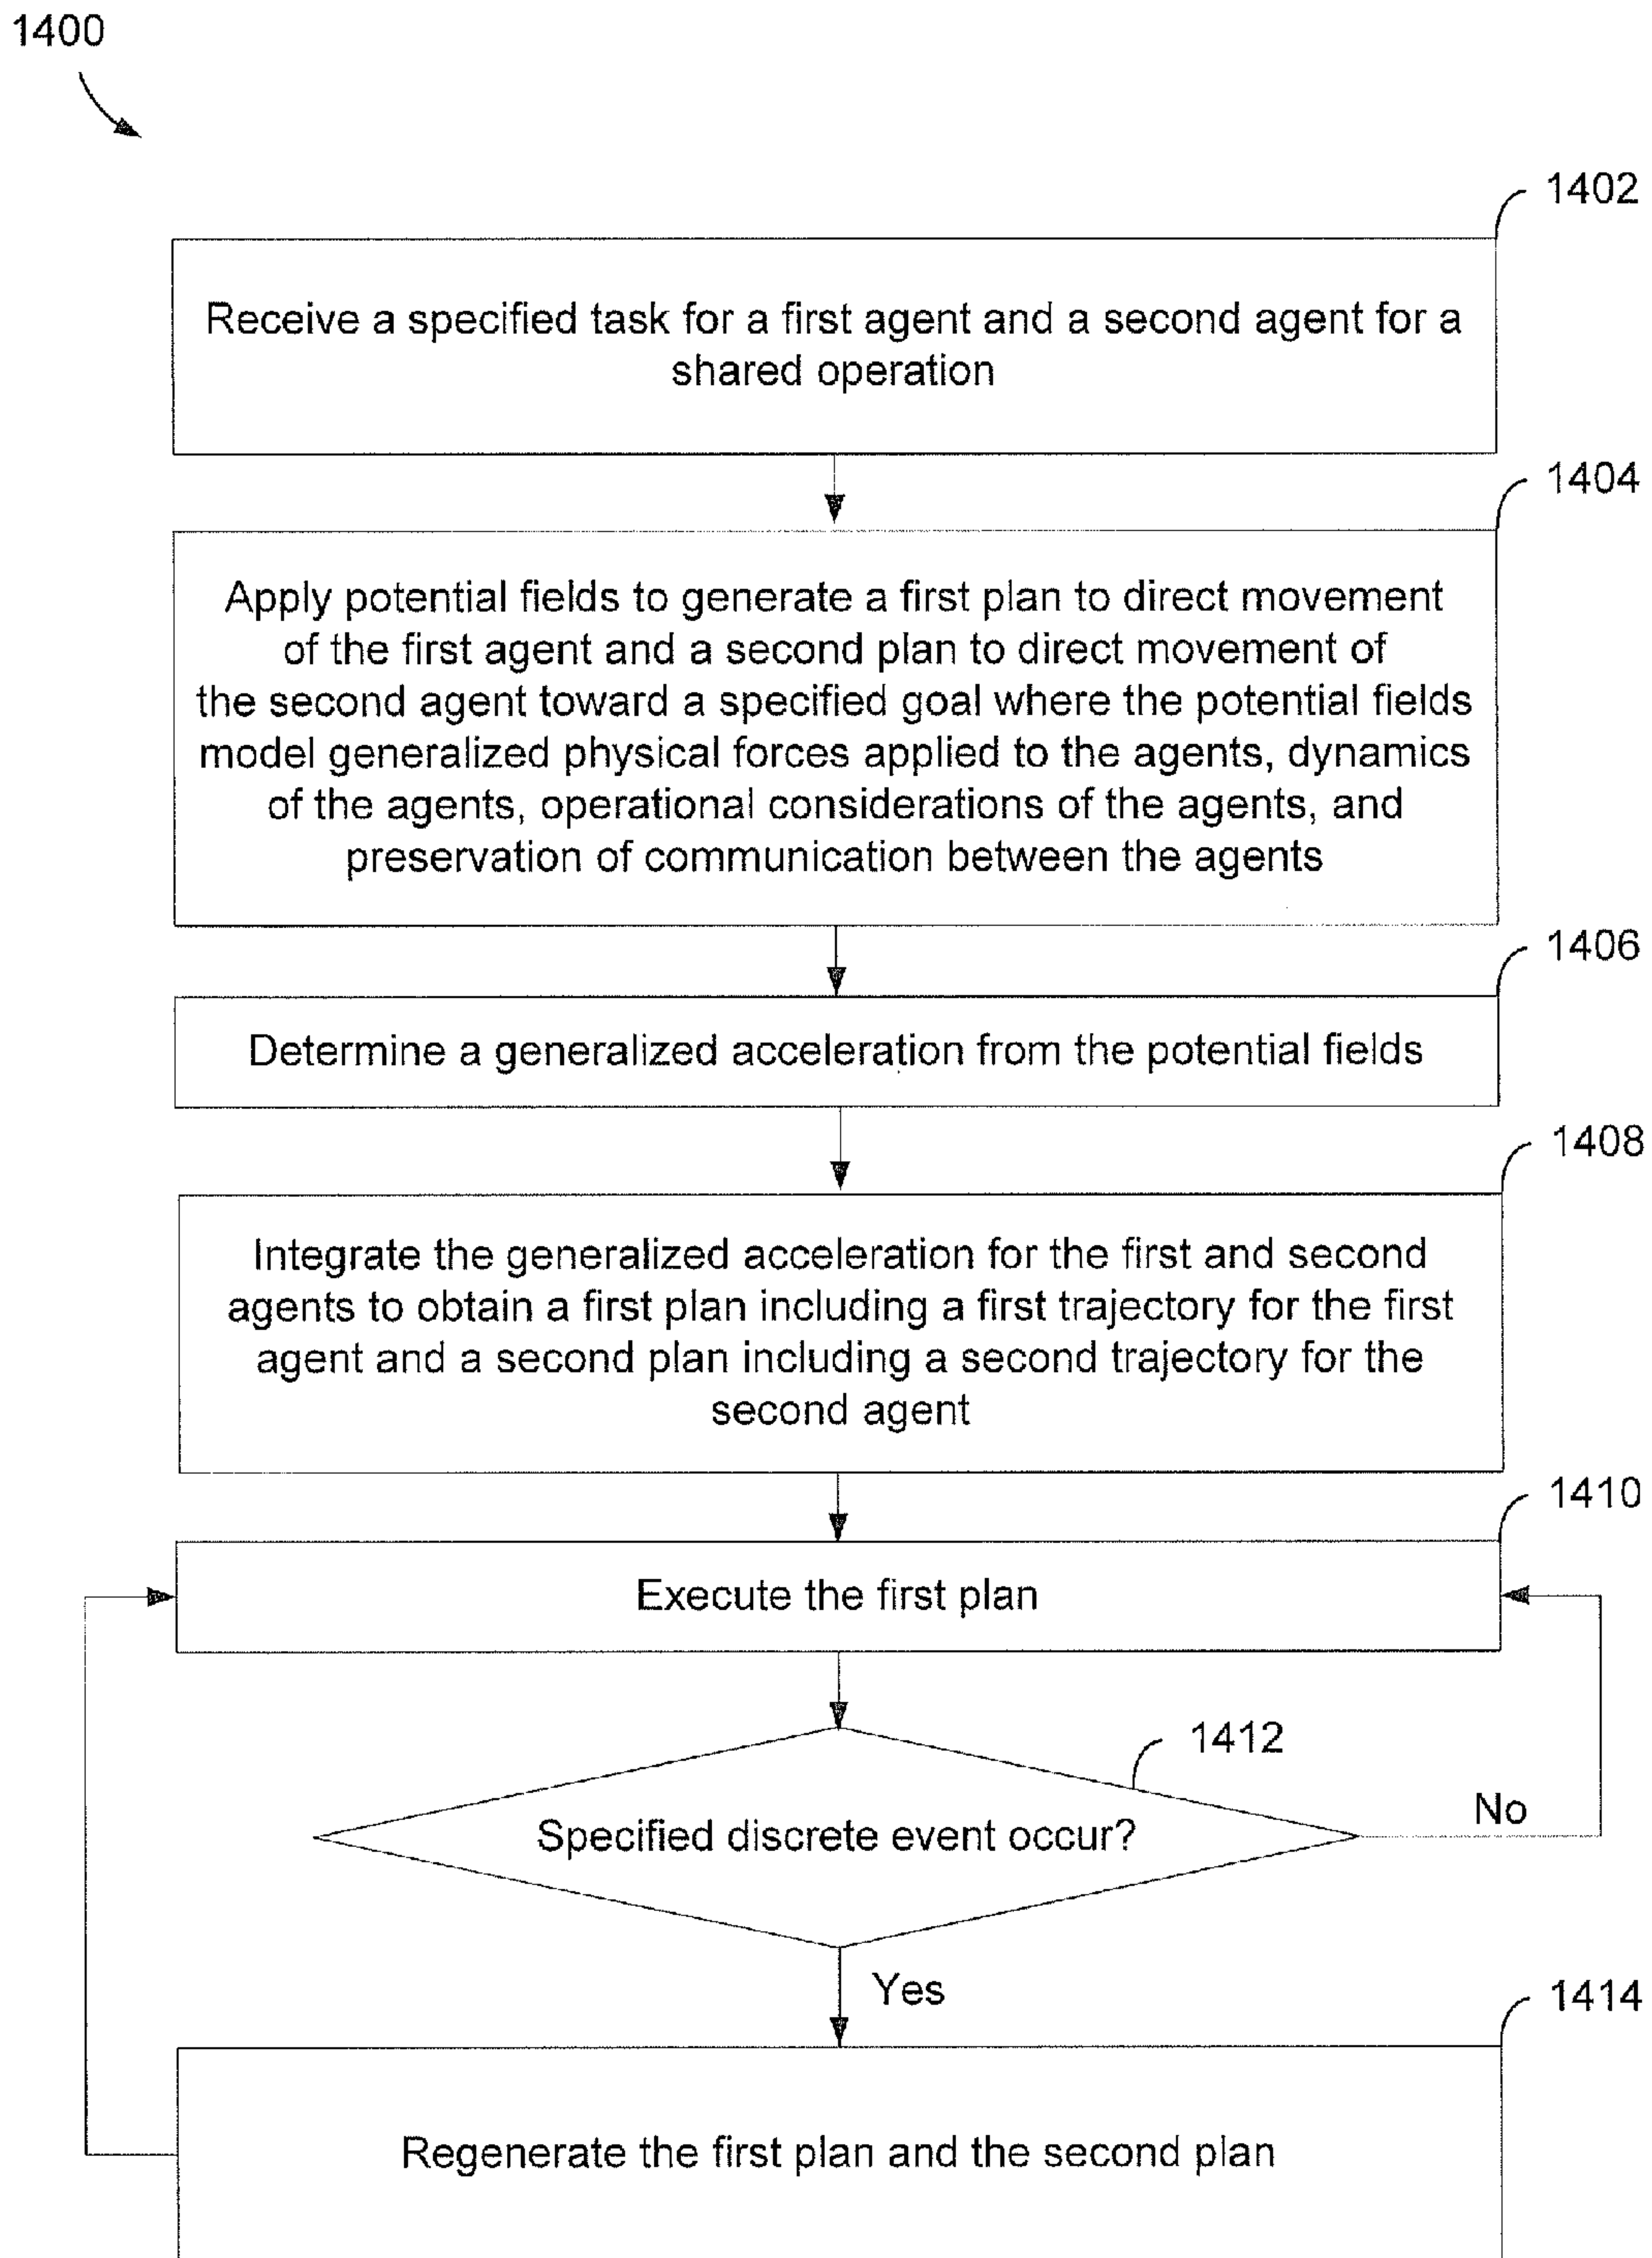 1400
1402
Receive a specified task for a first agent and a second agent for a
shared operation
1404
Apply potential fields to generate a first plan to direct movement
of the first agent and a second plan to direct movement of
the second agent toward a specified goal where the potential fields
model generalized physical forces applied to the agents, dynamics
of the agents, operational considerations of the agents, and
preservation of communication between the agents
1406
Determine a generalized acceleration from the potential fields
1408
Integrate the generalized acceleration for the first and second
agents to obtain a first plan including a first trajectory for the first
agent and a second plan including a second trajectory for the
second agent
1410
Execute the first plan
1412
Specified discrete event occur?
No
Yes
1414
Regenerate the first plan and the second plan